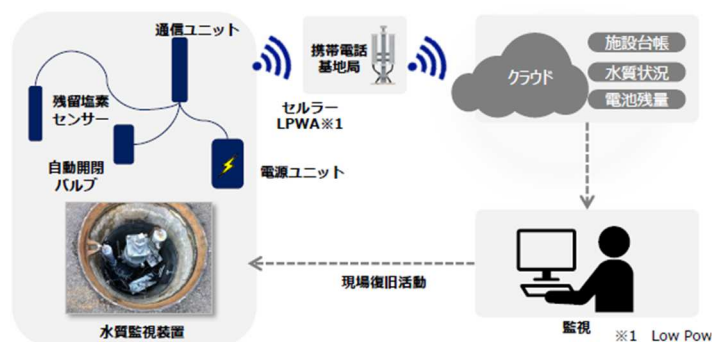 通信ユニット
残留塩素
センサー
自動開閉
バルブ
電源ユニット
水質監視装置
セルラー
LPWA※1
携帯電話
基地局
クラウド
施設台帳
水質状況
電池残量
現場復旧活動
監視
※1 Low Pow